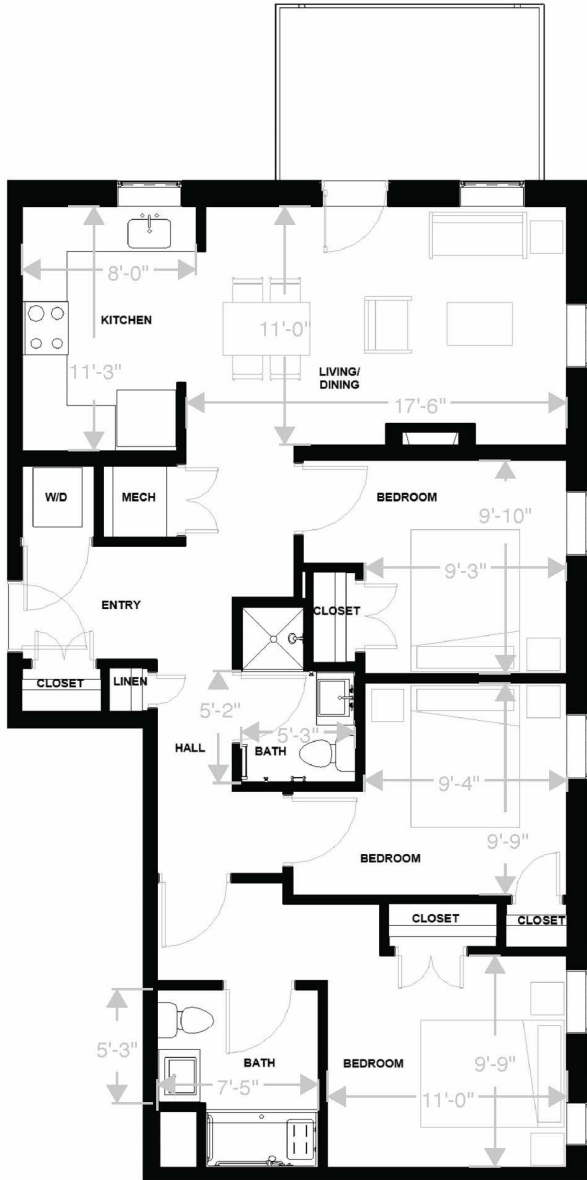 8'-0"
KITCHEN
11'-0"
11'-3"
LIVING/
DINING
17'-6"
W/D
MECH
BEDROOM
9'-10"
9'-3"
ENTRY
CLOSET
CLOSET
LINEN
5'-2"
5'-3"
HALL
BATH
9'-4"
9'-9"
BEDROOM
CLOSET
CLOSET
5'-3"
BATH
7'-5"
BEDROOM
9'-9"
11'-0"